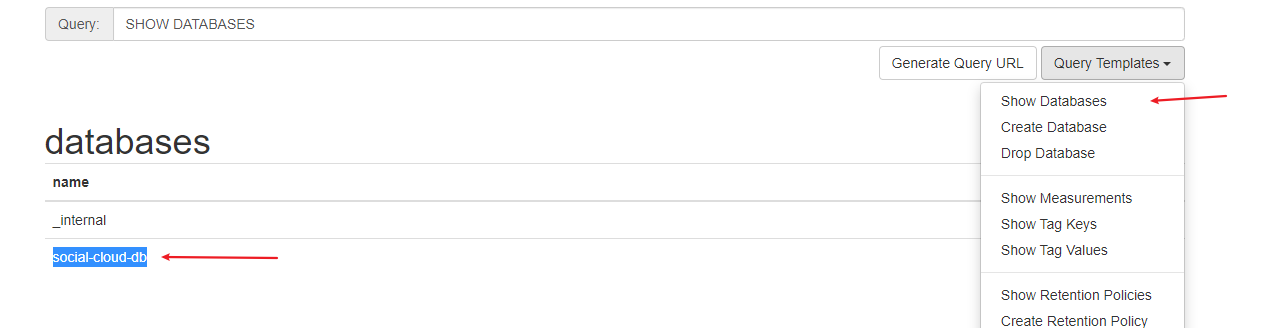 Query: SHOW DATABASES
Generate Query URL Query Templates
Show Databases
Create Database
Drop Database
Show Measurements
Show Tag Keys
Show Tag Values
Show Retention Policies
Create Retention Policy
databases
name
_internal
social-cloud-db